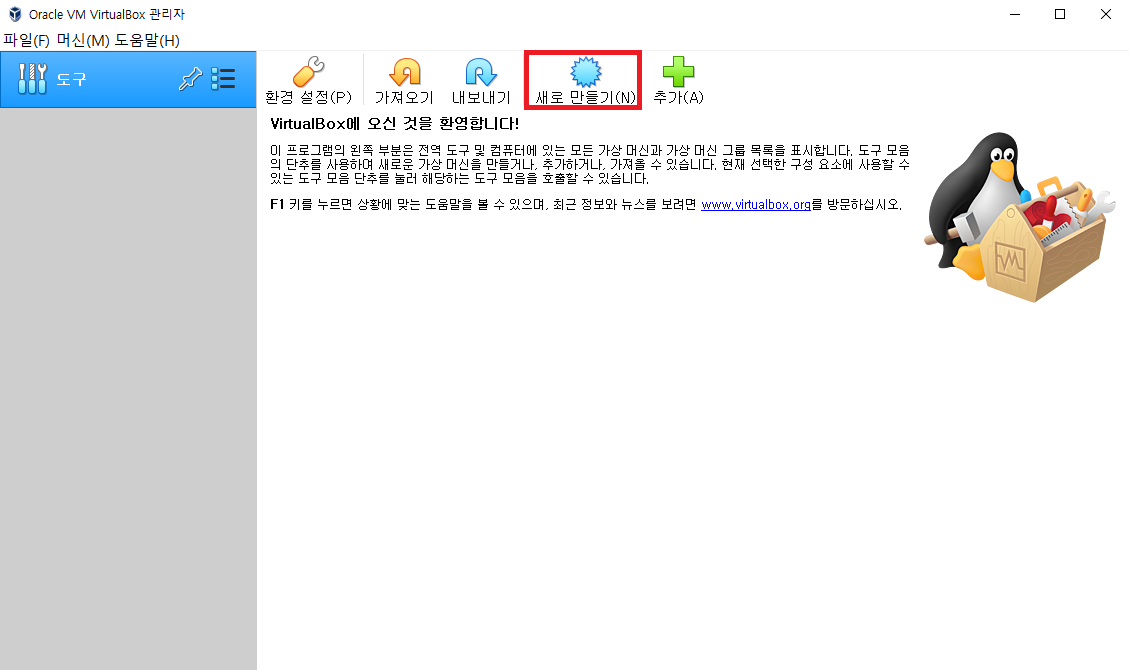 Oracle VM VirtualBox 관리자
파일(F) 머신(M) 도움말(H)
도구
환경 설정(P) 가져오기 내보내기 새로 만들기(N) 추가(A)
VirtualBox에 오신 것을 환영합니다!
이 프로그램의 왼쪽 부분은 전역 도구 및 컴퓨터에 있는 모든 가상 머신과 가상 머신 그룹 목록을 표시합니다. 도구 모음
의 단추를 사용하여 새로운 가상 머신을 만들거나, 추가하거나, 가져올 수 있습니다. 현재 선택한 구성 요소에 사용할 수
있는 도구 모음 단추를 눌러 해당하는 도구 모음을 호출할 수 있습니다.
F1 키를 누르면 상황에 맞는 도움말을 볼 수 있으며, 최근 정보와 뉴스를 보려면 www.virtualbox.org를 방문하십시오.